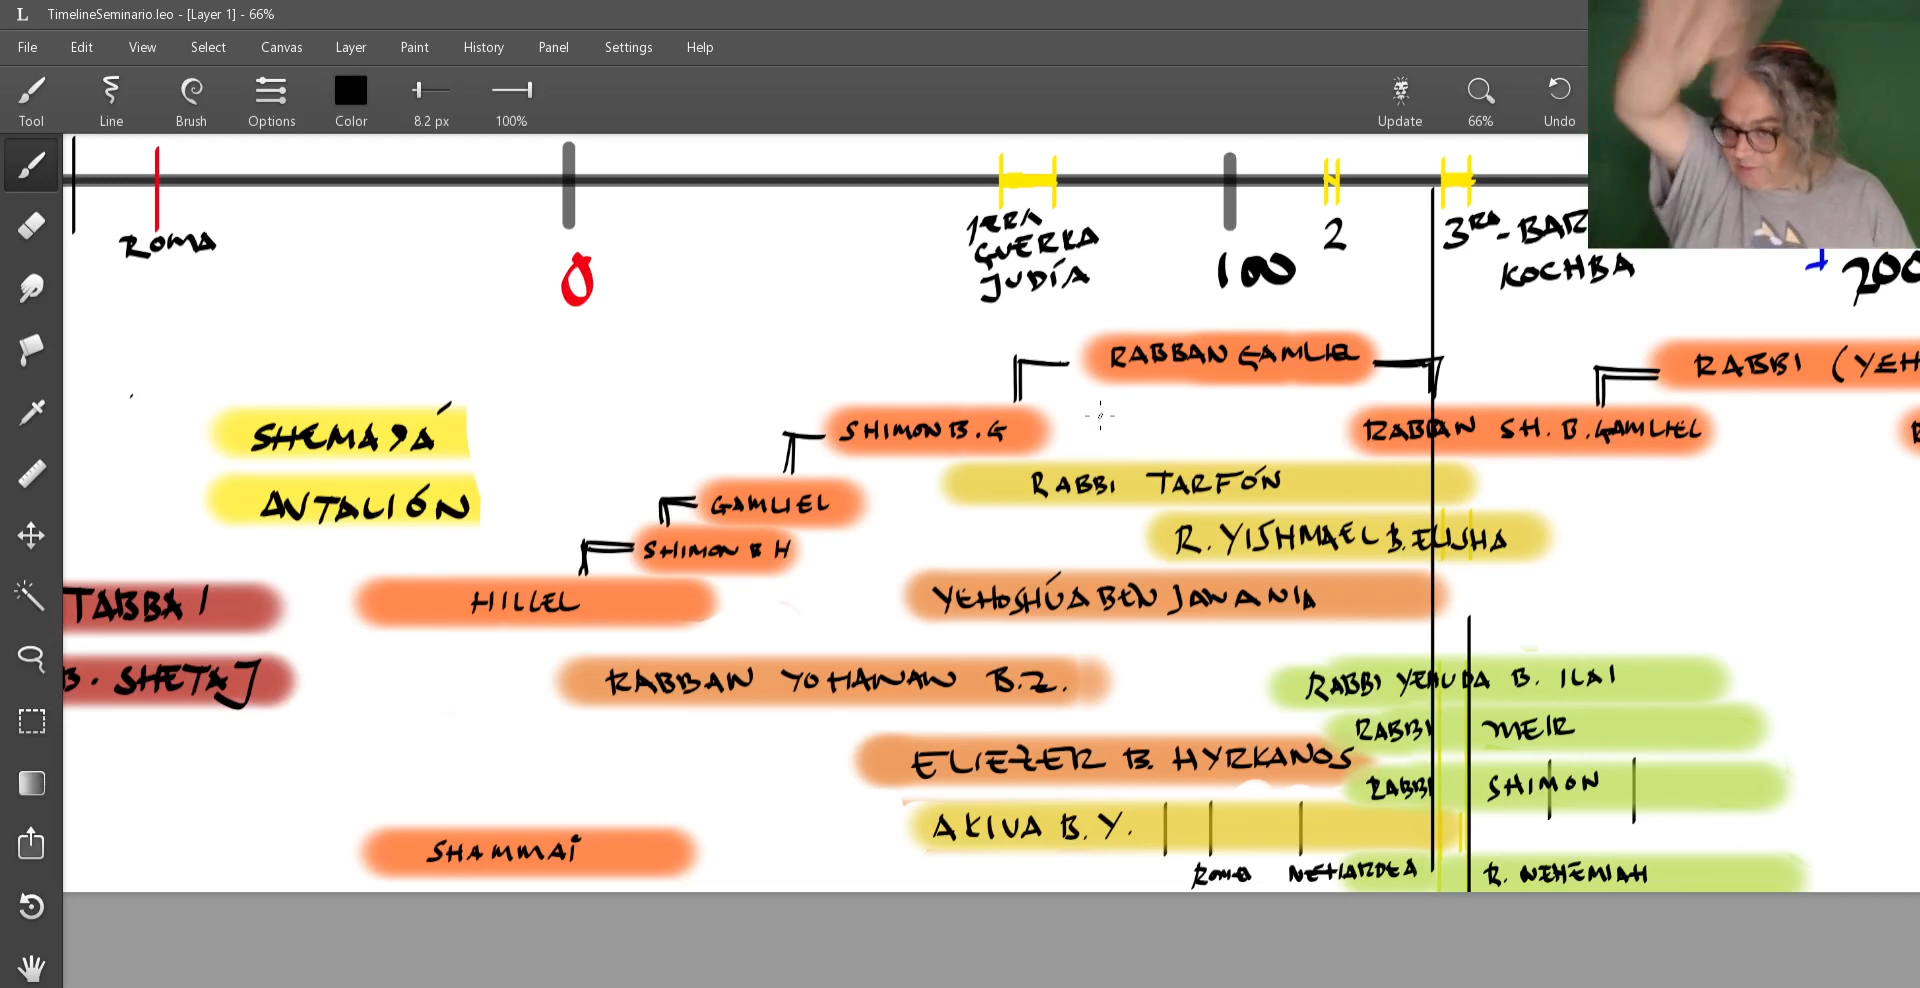 L TimelineSeminario.leo - [Layer 1] - 66%
File Edit View Select Canvas Layer Paint History Panel Settings Help
Tool Line Brush Options Color 8.2 px 100% Update 66% Undo
ROMA
0
1ERA
GUERRA
JUDÍA
100
2
3RA - BAR
KOCHBA
200
RABBAN GAMLIEL
RABBI (YEH
SHEMAYÁ
SHIMON B. G
RABBAN SH. B. GAMLIEL
AVTALIÓN
GAMLIEL
RABBI TARFÓN
SHIMON B H
R. YISHMAEL B. ELISHA
TABBAI
HILLEL
YEHOSHÚA BEN JANANIA
B. SHETAJ
RABBAN YOHANAN B.Z.
RABBI YEHUDA B. ILAI
RABBI MEIR
ELIEZER B. HYRKANOS
RABBI SHIMON
AKIVA B. Y.
SHAMMAI
ROMA NEHARDEA R. NEHEMIAH